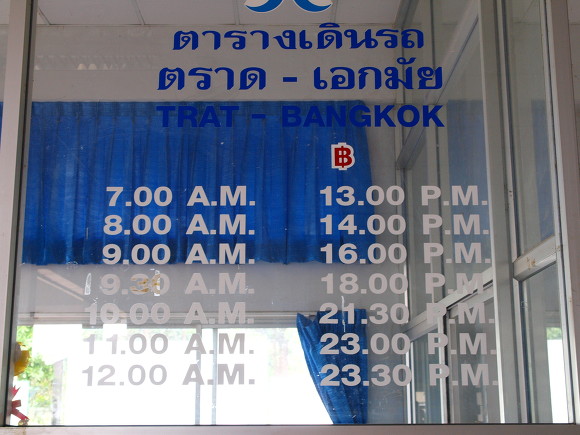 ตารางเดินรถ
ตราด - เอกมัย
TRAT - BANGKOK
฿
7.00 A.M. 13.00 P.M.
8.00 A.M. 14.00 P.M.
9.00 A.M. 16.00 P.M.
9.30 A.M. 18.00 P.M.
10.00 A.M. 21.30 P.M.
11.00 A.M. 23.00 P.M.
12.00 A.M. 23.30 P.M.